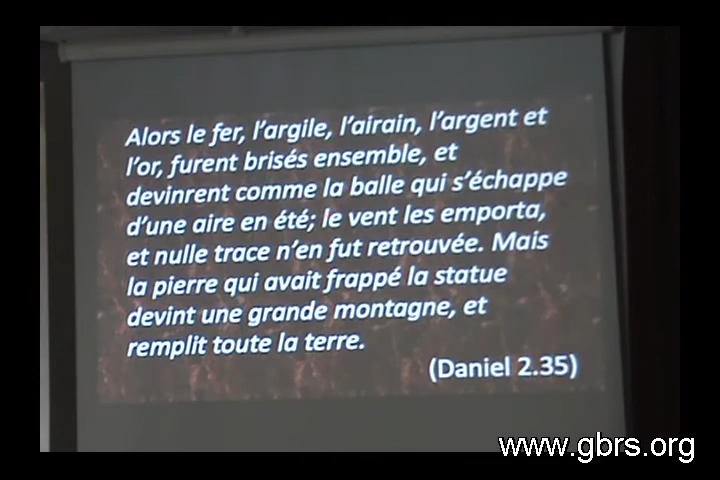 Alors le fer, l'argile, l'airain, l'argent et
l'or, furent brisés ensemble, et
devinrent comme la balle qui s'échappe
d'une aire en été; le vent les emporta,
et nulle trace n'en fut retrouvée. Mais
la pierre qui avait frappé la statue
devint une grande montagne, et
remplit toute la terre.
(Daniel 2.35)
www.gbrs.org